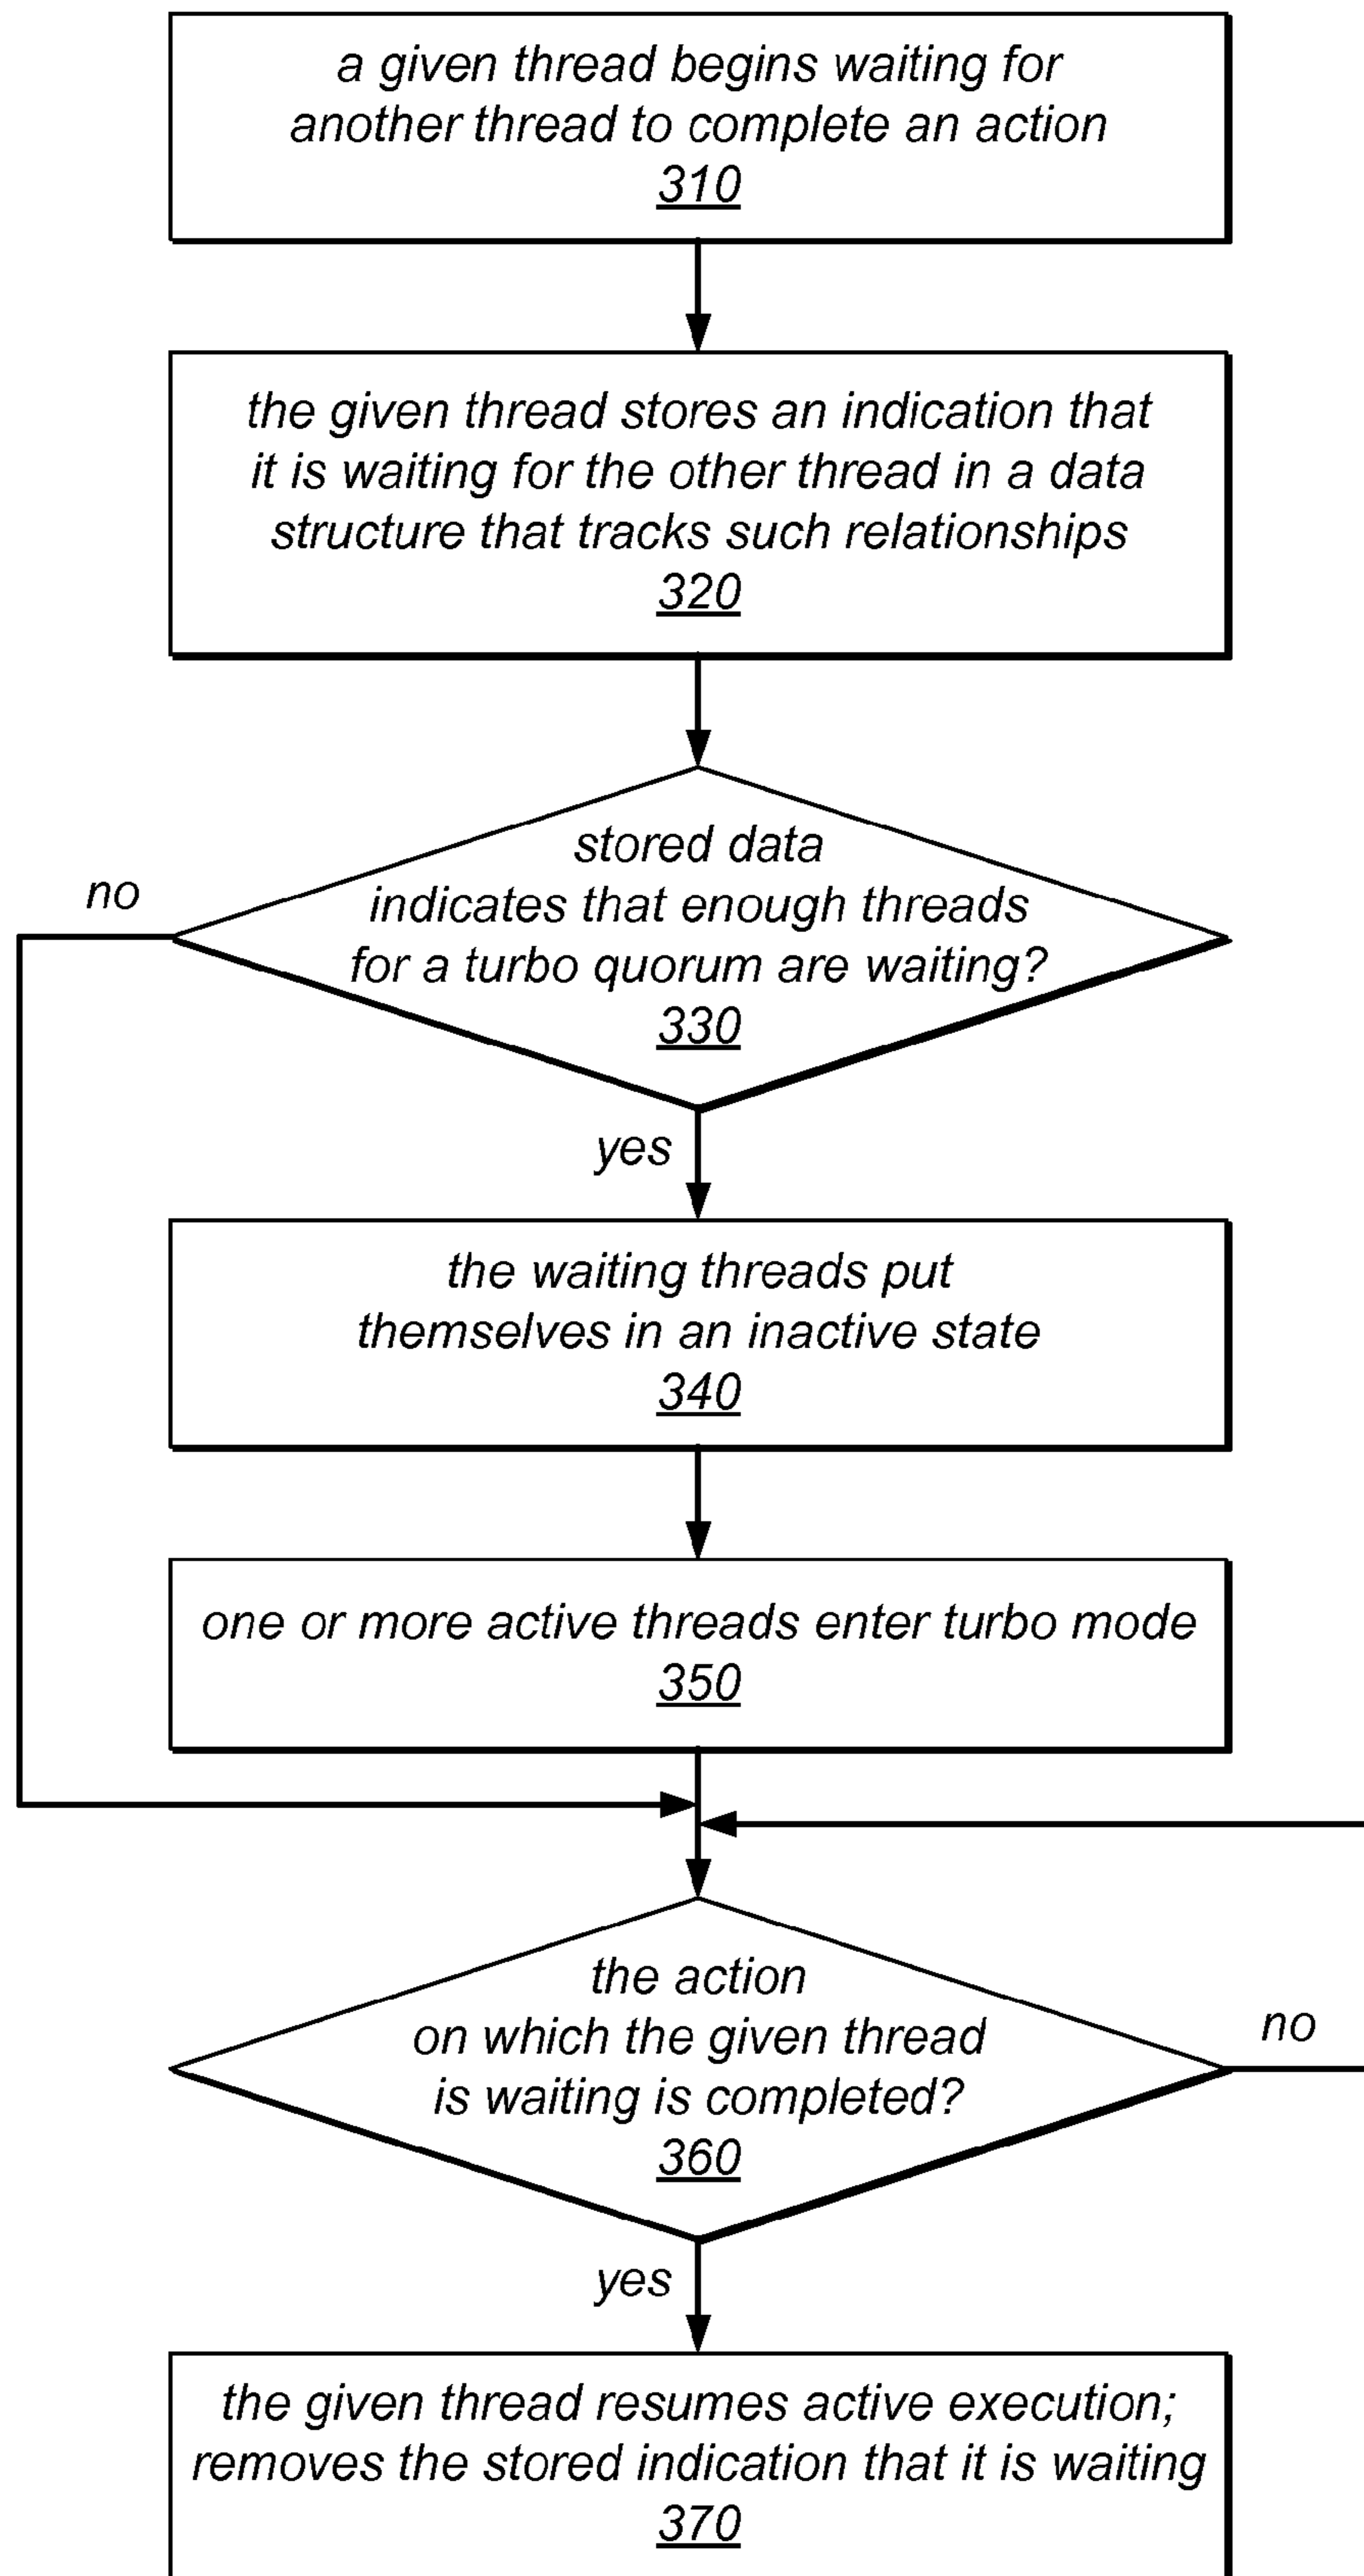 a given thread begins waiting for
another thread to complete an action
310
the given thread stores an indication that
it is waiting for the other thread in a data
structure that tracks such relationships
320
stored data
indicates that enough threads
for a turbo quorum are waiting?
330
no
yes
the waiting threads put
themselves in an inactive state
340
one or more active threads enter turbo mode
350
the action
on which the given thread
is waiting is completed?
360
no
yes
the given thread resumes active execution;
removes the stored indication that it is waiting
370